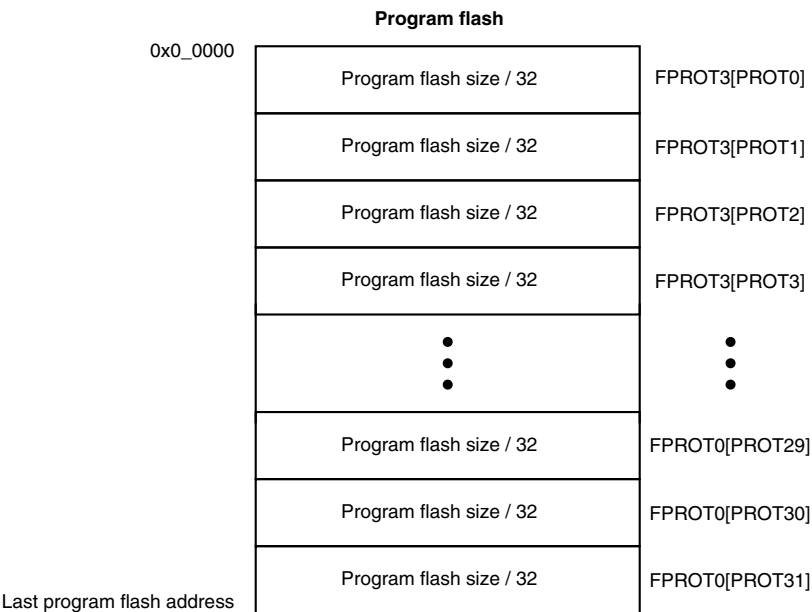 Program flash
0x0_0000
Program flash size / 32 FPROT3[PROT0]
Program flash size / 32 FPROT3[PROT1]
Program flash size / 32 FPROT3[PROT2]
Program flash size / 32 FPROT3[PROT3]
Program flash size / 32 FPROT0[PROT29]
Program flash size / 32 FPROT0[PROT30]
Program flash size / 32 FPROT0[PROT31]
Last program flash address